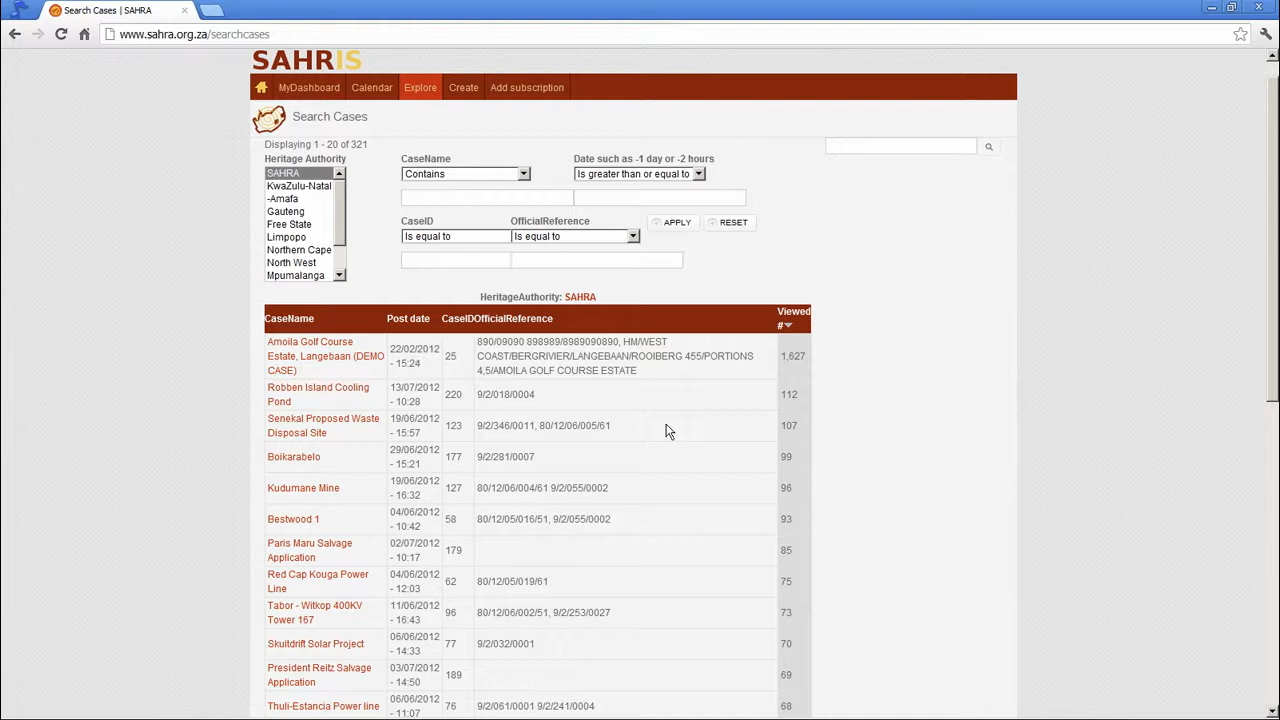 Search Cases | SAHRA
www.sahra.org.za/searchcases
SAHRIS
MyDashboard Calendar Explore Create Add subscription
Search Cases
Displaying 1 - 20 of 321
Heritage Authority CaseName Date such as -1 day or -2 hours
SAHRA Contains Is greater than or equal to
KwaZulu-Natal
-Amafa
Gauteng CaseID OfficialReference APPLY RESET
Free State
Limpopo Is equal to Is equal to
Northern Cape
North West
Mpumalanga
HeritageAuthority: SAHRA
CaseName Post date CaseID OfficialReference Viewed
#
Amoila Golf Course 22/02/2012 890/09090 898989/8989090890, HM/WEST
Estate, Langebaan (DEMO - 15:24 25 COAST/BERGRIVIER/LANGEBAAN/ROOIBERG 455/PORTIONS 1,627
CASE) 4,5/AMOILA GOLF COURSE ESTATE
Robben Island Cooling 13/07/2012 220 9/2/018/0004 112
Pond - 10:28
Senekal Proposed Waste 19/06/2012 123 9/2/346/0011, 80/12/06/005/61 107
Disposal Site - 15:57
Boikarabelo 29/06/2012 177 9/2/281/0007 99
- 15:21
Kudumane Mine 19/06/2012 127 80/12/06/004/61 9/2/055/0002 96
- 16:32
Bestwood 1 04/06/2012 58 80/12/05/016/51, 9/2/055/0002 93
- 10:42
Paris Maru Salvage 02/07/2012 179 85
Application - 10:17
Red Cap Kouga Power 04/06/2012 62 80/12/05/019/61 75
Line - 12:03
Tabor - Witkop 400KV 11/06/2012 96 80/12/06/002/51, 9/2/253/0027 73
Tower 167 - 16:43
Skuitdrift Solar Project 06/06/2012 77 9/2/032/0001 70
- 14:33
President Reitz Salvage 03/07/2012 189 69
Application - 14:50
Thuli-Estancia Power line 06/06/2012 76 9/2/061/0001 9/2/241/0004 68
- 11:07